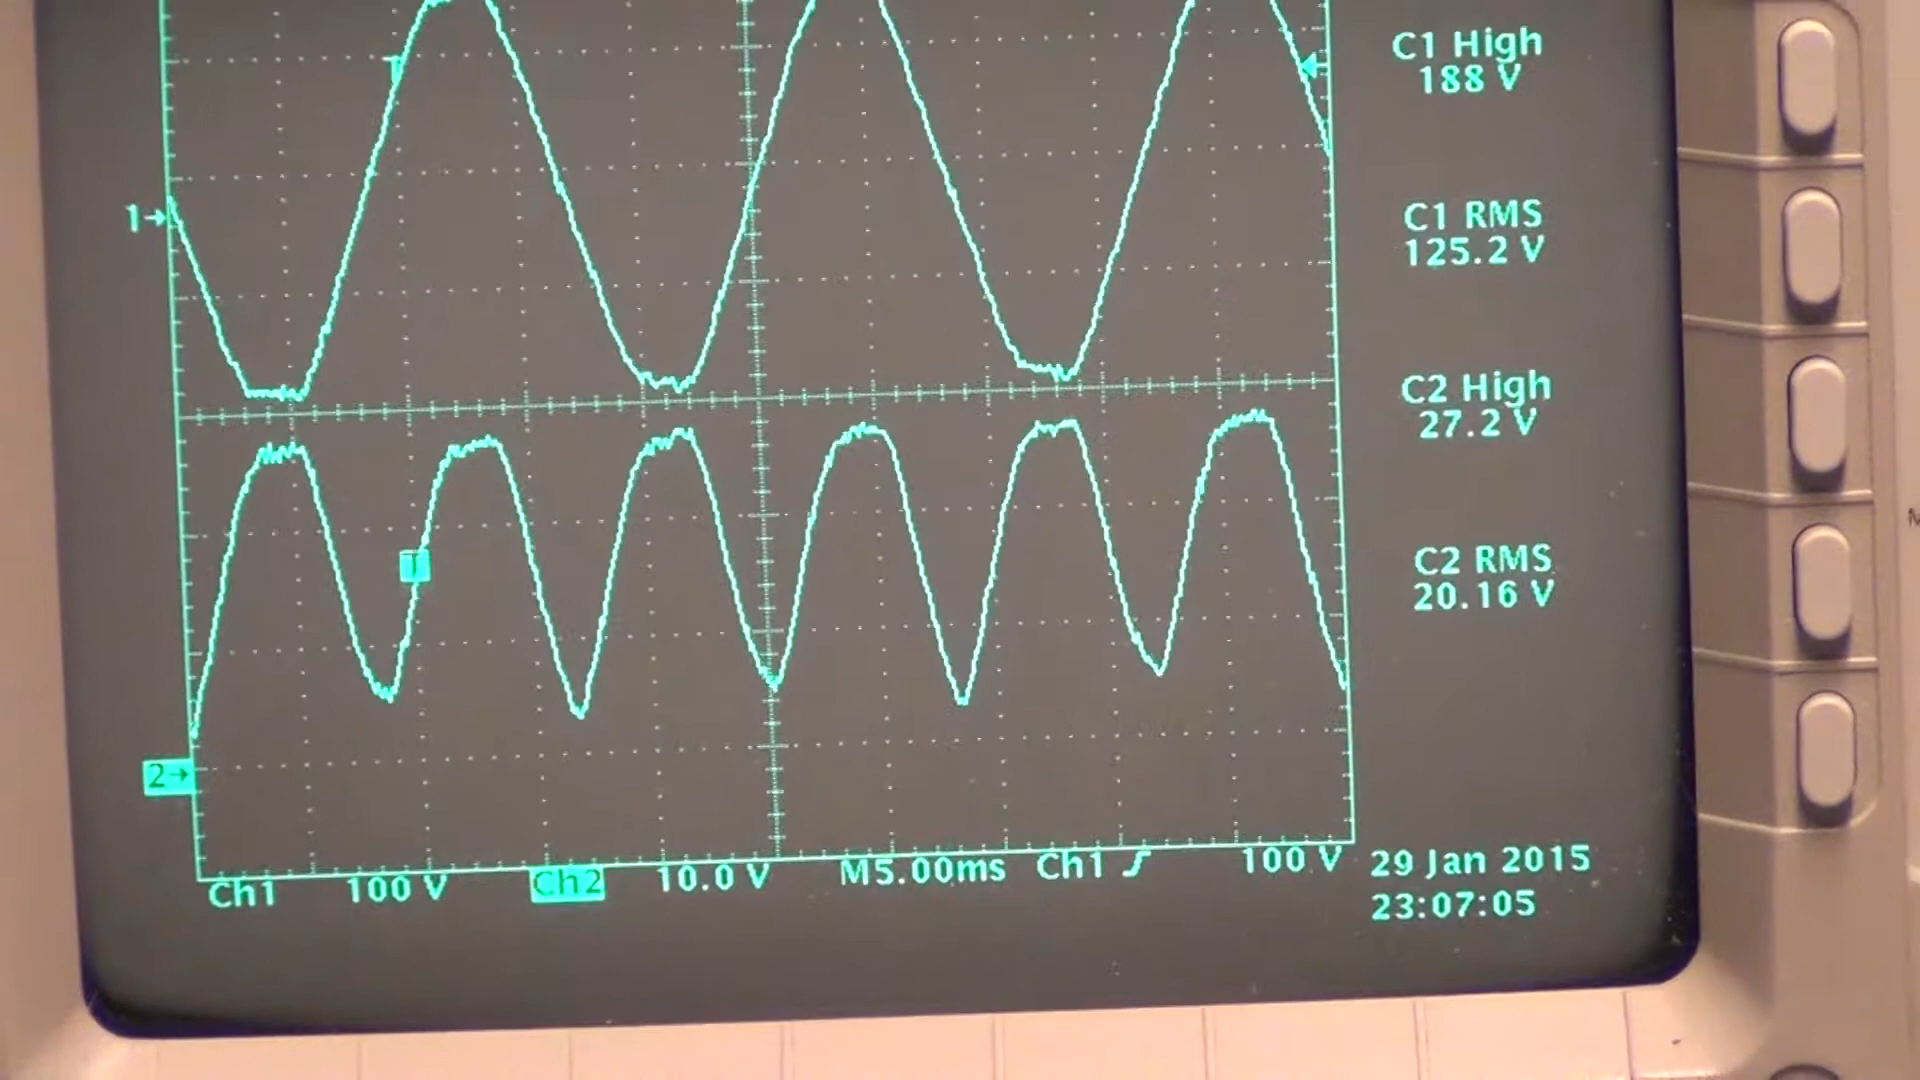 C1 High
188 V
T
1→
C1 RMS
125.2 V
C2 High
27.2 V
T
C2 RMS
20.16 V
2→
Ch1 100 V Ch2 10.0 V M5.00ms Ch1 100 V
29 Jan 2015
23:07:05